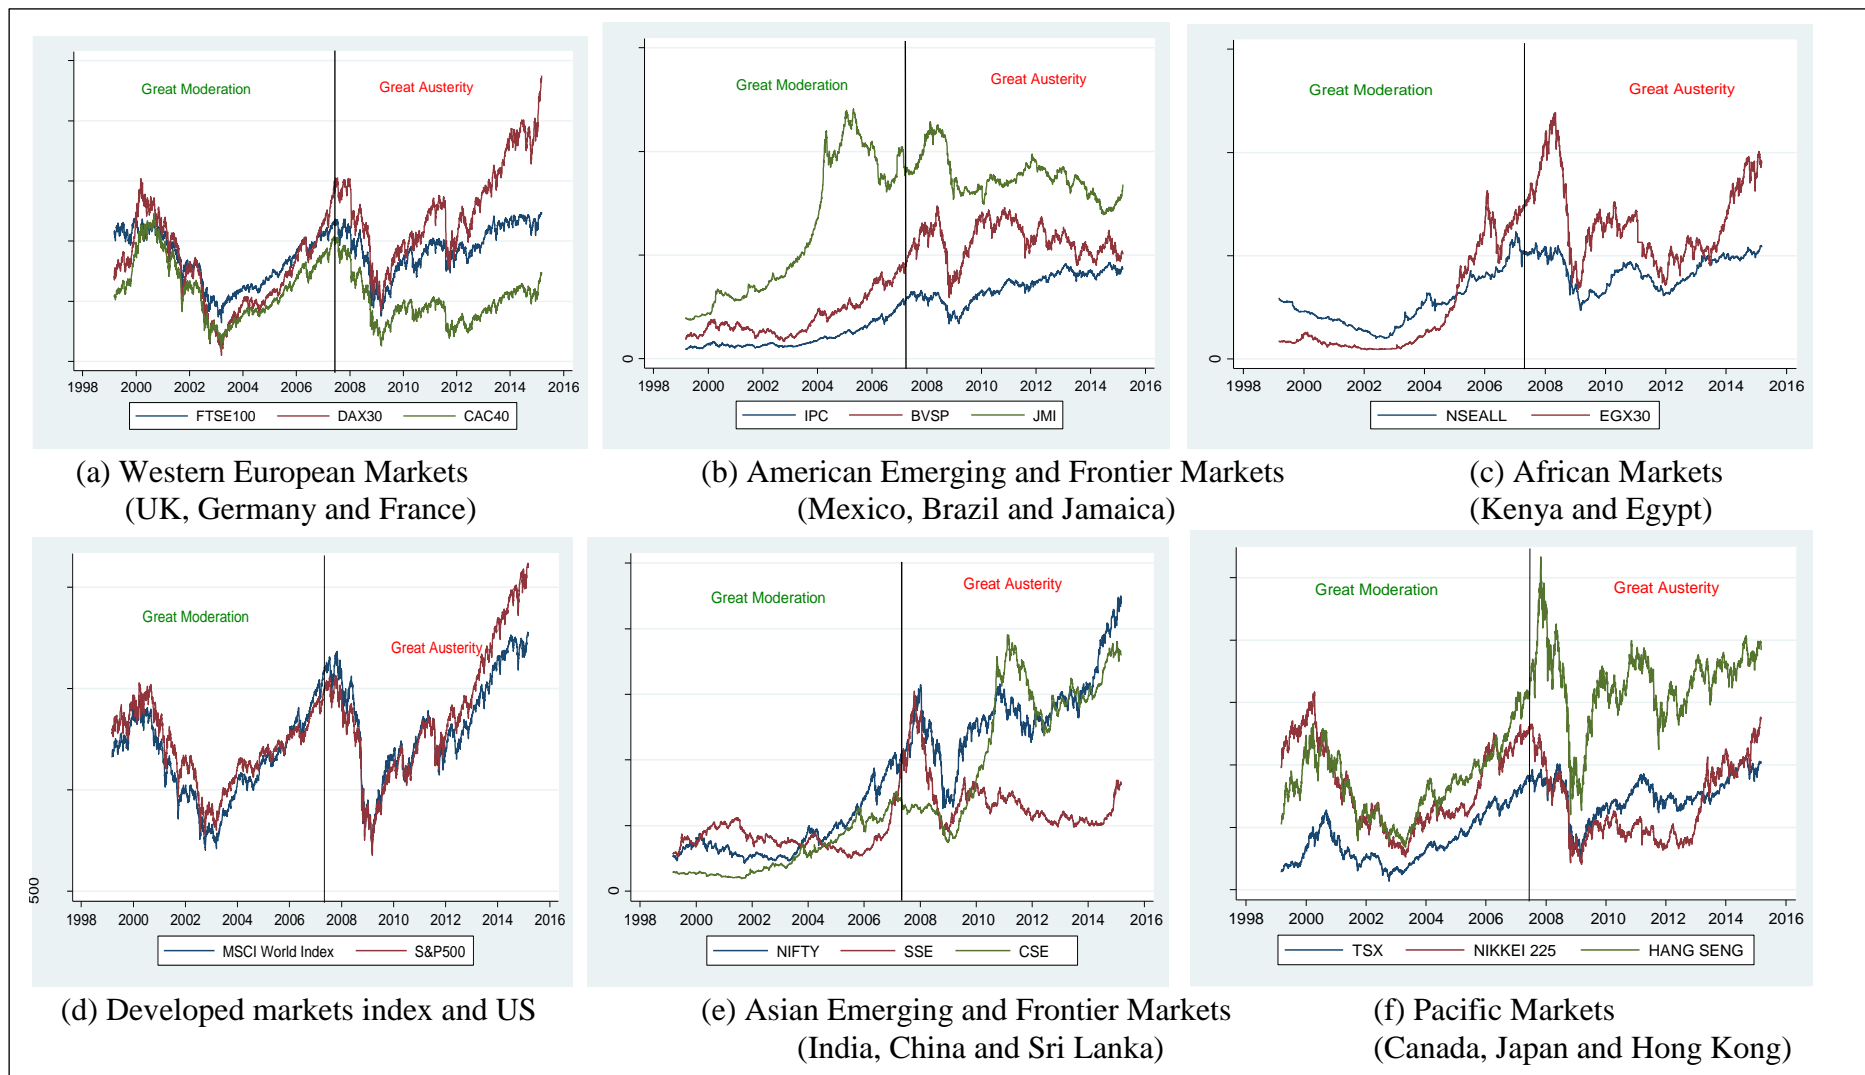 Great Moderation
Great Austerity
1998 2000 2002 2004 2006 2008 2010 2012 2014 2016
FTSE100 DAX30 CAC40
(a) Western European Markets
(UK, Germany and France)
Great Moderation
Great Austerity
0
1998 2000 2002 2004 2006 2008 2010 2012 2014 2016
IPC BVSP JMI
(b) American Emerging and Frontier Markets
(Mexico, Brazil and Jamaica)
Great Moderation
Great Austerity
0
1998 2000 2002 2004 2006 2008 2010 2012 2014 2016
NSEALL EGX30
(c) African Markets
(Kenya and Egypt)
Great Moderation
Great Austerity
500
1998 2000 2002 2004 2006 2008 2010 2012 2014 2016
MSCI World Index S&P500
(d) Developed markets index and US
Great Moderation
Great Austerity
0
1998 2000 2002 2004 2006 2008 2010 2012 2014 2016
NIFTY SSE CSE
(e) Asian Emerging and Frontier Markets
(India, China and Sri Lanka)
Great Moderation
Great Austerity
1998 2000 2002 2004 2006 2008 2010 2012 2014 2016
TSX NIKKEI 225 HANG SENG
(f) Pacific Markets
(Canada, Japan and Hong Kong)